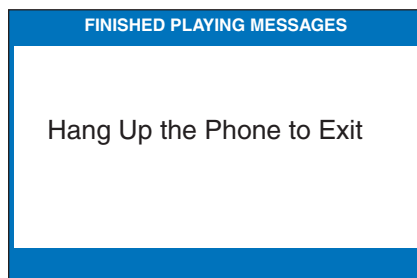 FINISHED PLAYING MESSAGES
Hang Up the Phone to Exit